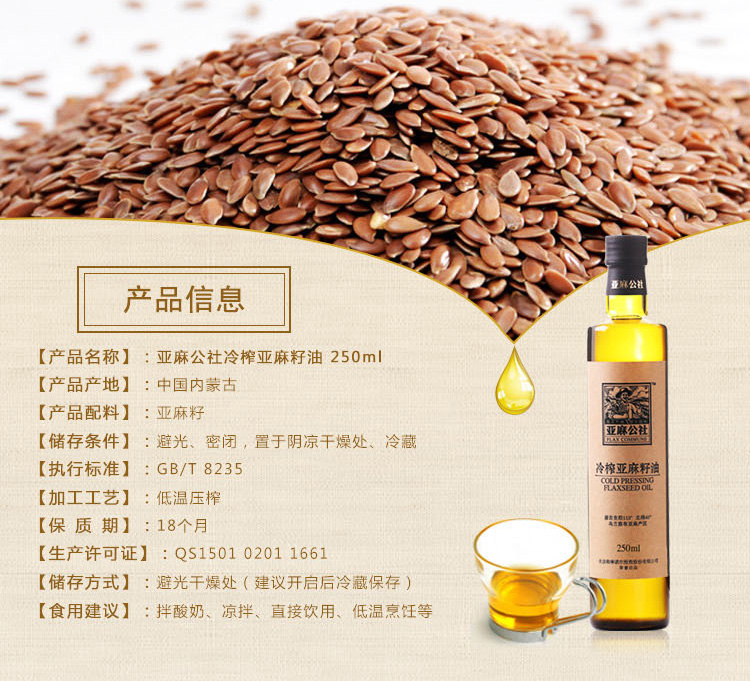 产品信息
【产品名称】：亚麻公社冷榨亚麻籽油 250ml
【产品产地】：中国内蒙古
【产品配料】：亚麻籽
【储存条件】：避光、密闭，置于阴凉干燥处、冷藏
【执行标准】：GB/T 8235
【加工工艺】：低温压榨
【保 质 期】：18个月
【生产许可证】：QS1501 0201 1661
【储存方式】：避光干燥处（建议开启后冷藏保存）
【食用建议】：拌酸奶、凉拌、直接饮用、低温烹饪等
亚麻公社
亚麻公社
FLAX COMMUNE
冷榨亚麻籽油
COLD PRESSING
FLAXSEED OIL
250ml